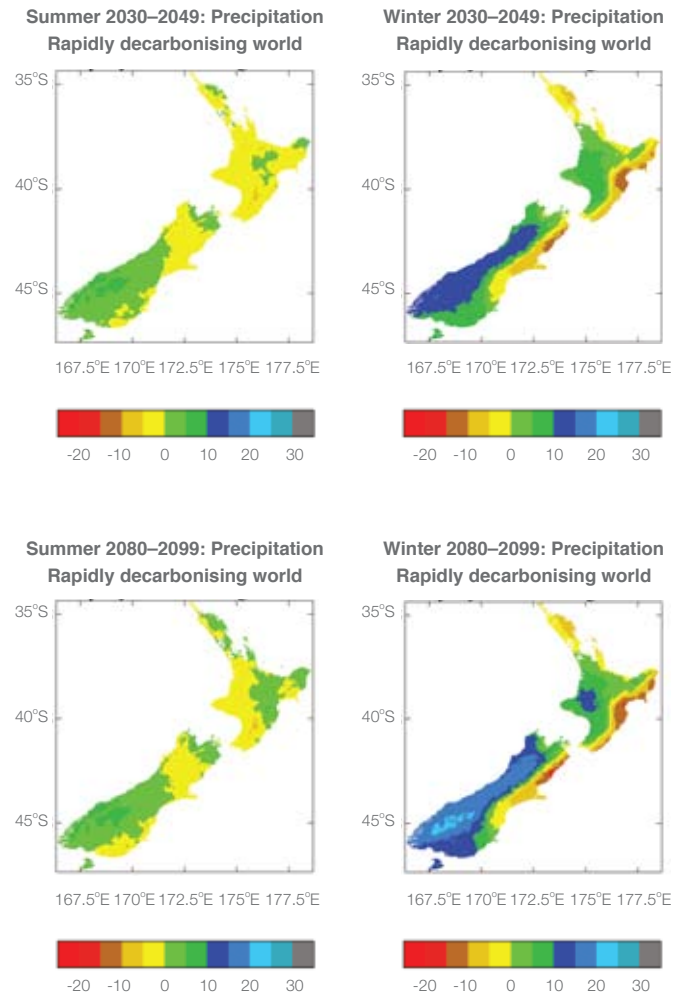 Summer 2030–2049: Precipitation
Rapidly decarbonising world
35°S
40°S
45°S
167.5°E 170°E 172.5°E 175°E 177.5°E
-20 -10 0 10 20 30
Winter 2030–2049: Precipitation
Rapidly decarbonising world
35°S
40°S
45°S
167.5°E 170°E 172.5°E 175°E 177.5°E
-20 -10 0 10 20 30
Summer 2080–2099: Precipitation
Rapidly decarbonising world
35°S
40°S
45°S
167.5°E 170°E 172.5°E 175°E 177.5°E
-20 -10 0 10 20 30
Winter 2080–2099: Precipitation
Rapidly decarbonising world
35°S
40°S
45°S
167.5°E 170°E 172.5°E 175°E 177.5°E
-20 -10 0 10 20 30